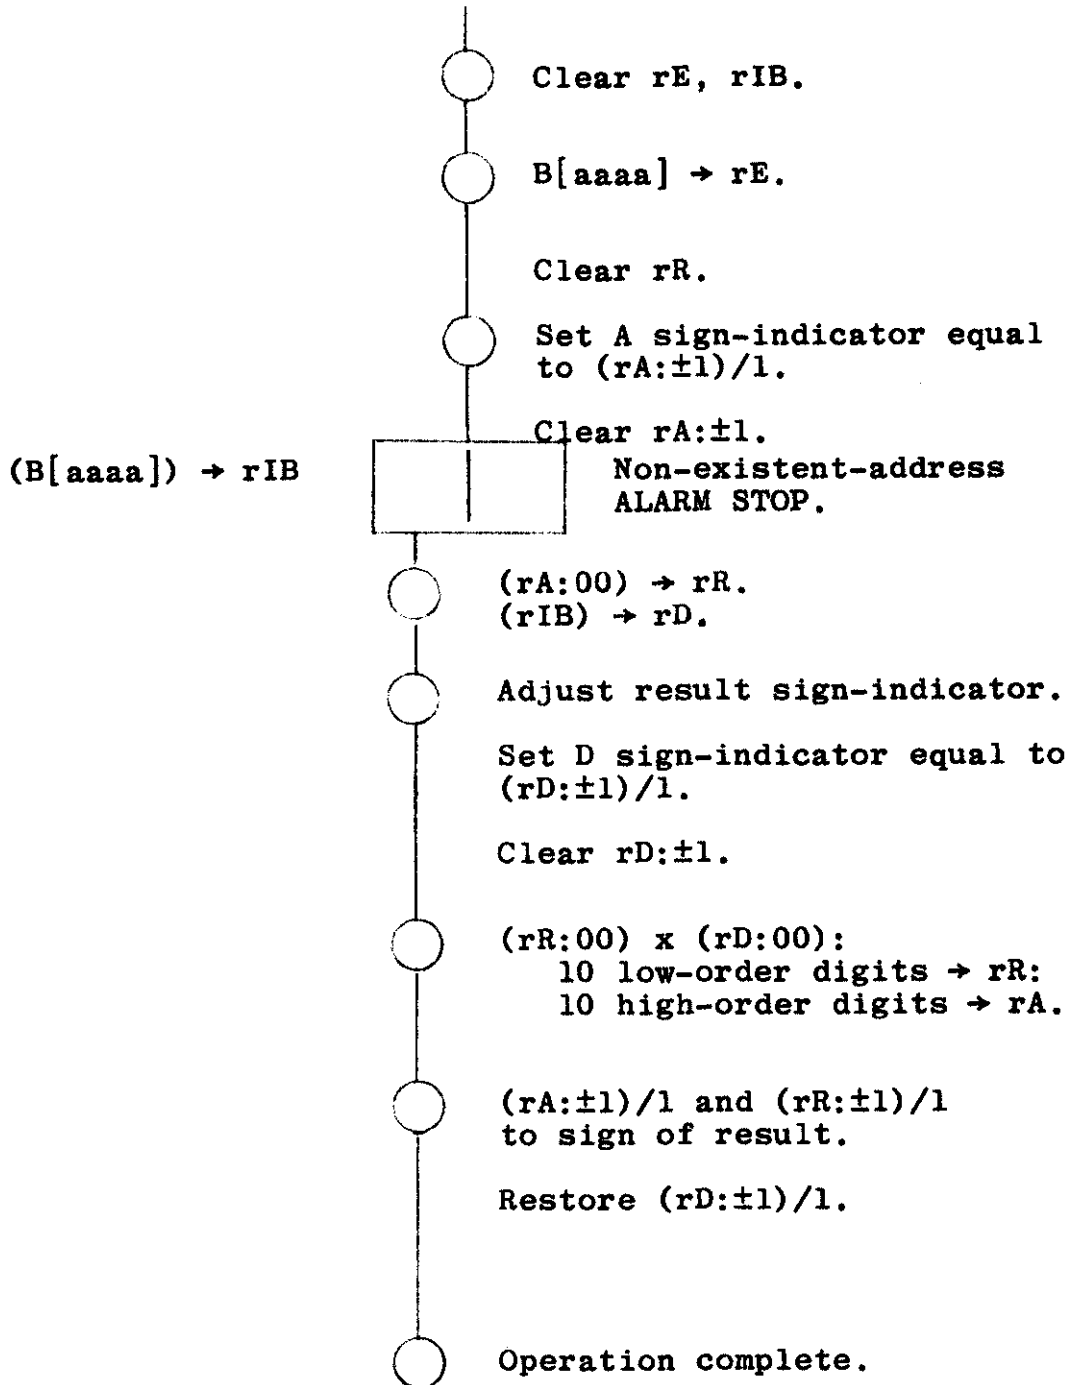 Clear rE, rIB.
B[aaaa] → rE.
Clear rR.
Set A sign-indicator equal
to (rA:±1)/1.
Clear rA:±1.
(B[aaaa]) → rIB
Non-existent-address
ALARM STOP.
(rA:00) → rR.
(rIB) → rD.
Adjust result sign-indicator.
Set D sign-indicator equal to
(rD:±1)/1.
Clear rD:±1.
(rR:00) x (rD:00):
10 low-order digits → rR:
10 high-order digits → rA.
(rA:±1)/1 and (rR:±1)/1
to sign of result.
Restore (rD:±1)/1.
Operation complete.